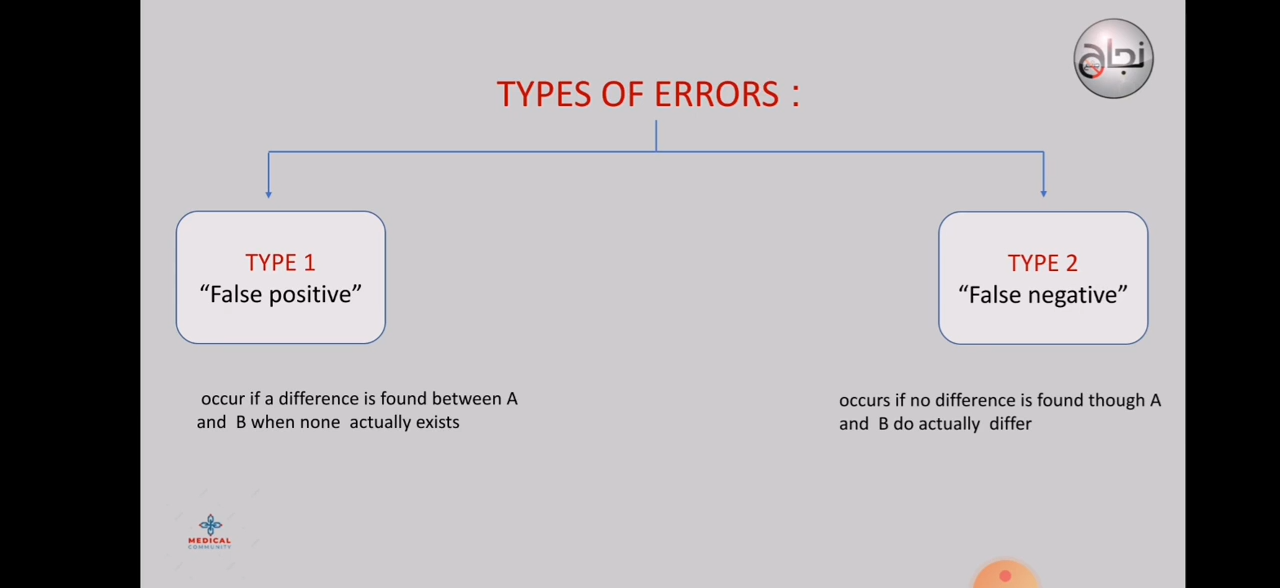 نجاح
TYPES OF ERRORS :
TYPE 1
“False positive”
TYPE 2
“False negative”
occur if a difference is found between A
and B when none actually exists
occurs if no difference is found though A
and B do actually differ
MEDICAL
COMMUNITY